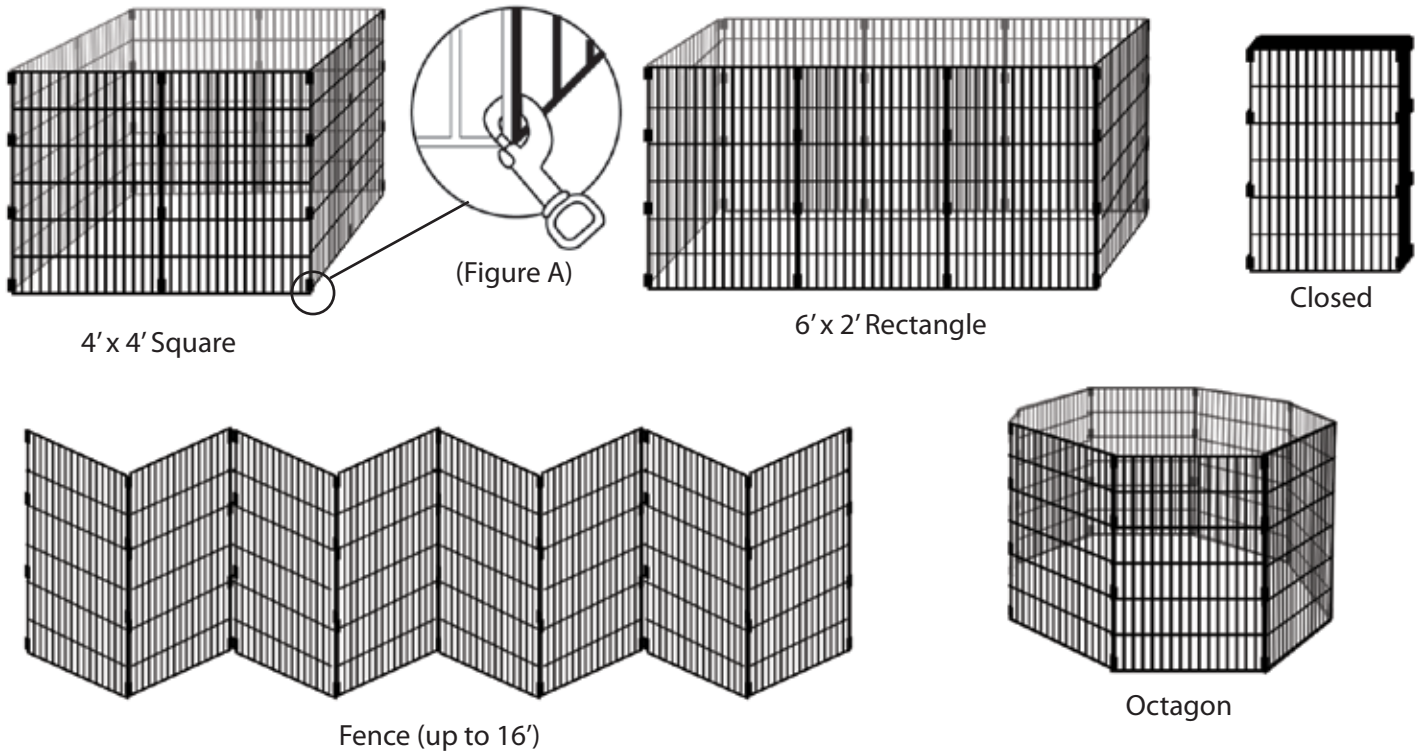 (Figure A)
4’ x 4’ Square
6’ x 2’ Rectangle
Closed
Fence (up to 16’)
Octagon